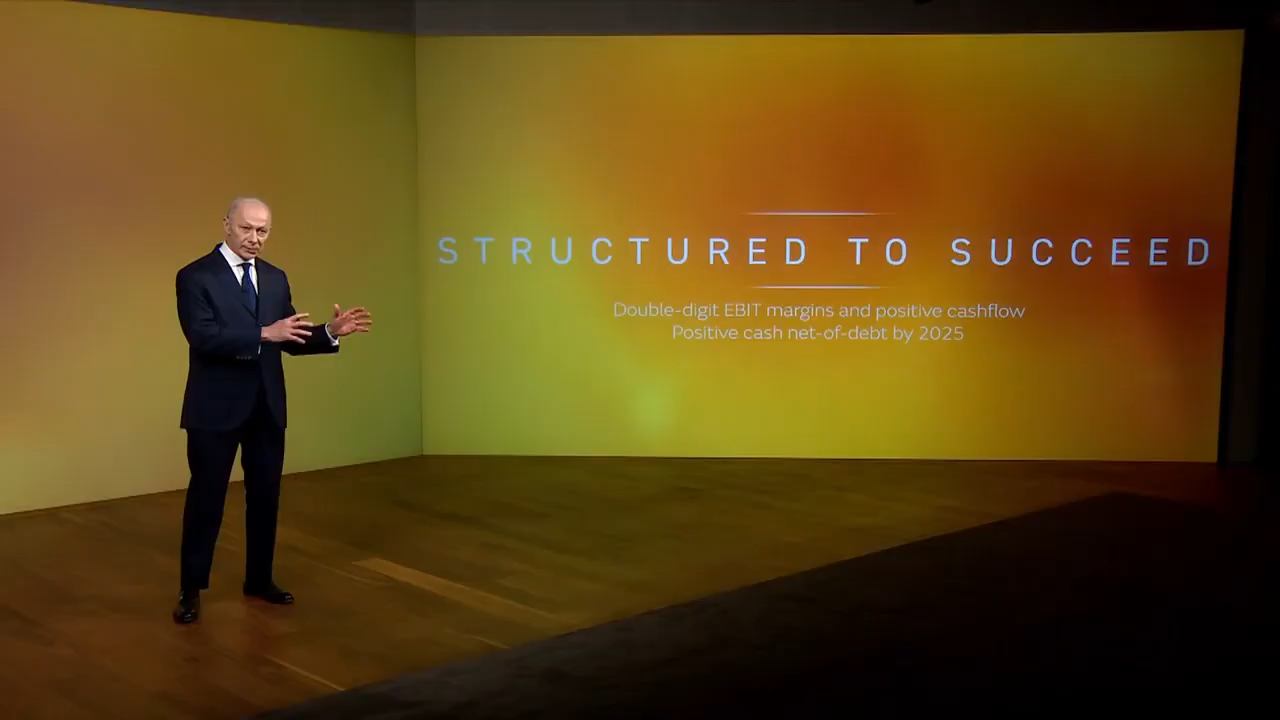 STRUCTURED TO SUCCEED
Double-digit EBIT margins and positive cashflow
Positive cash net-of-debt by 2025